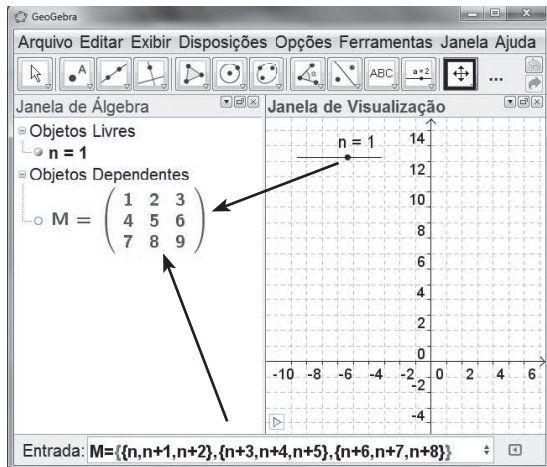 GeoGebra
Arquivo Editar Exibir Disposições Opções Ferramentas Janela Ajuda
A
ABC
a=2
...
Janela de Álgebra
Objetos Livres
n = 1
Objetos Dependentes
M = ( 1 2 3
4 5 6
7 8 9 )
Janela de Visualização
n = 1
14
12
10
8
6
4
2
0
-10 -8 -6 -4 -2 0 2 4 6
-2
-4
Entrada: M={{n,n+1,n+2},{n+3,n+4,n+5},{n+6,n+7,n+8}}